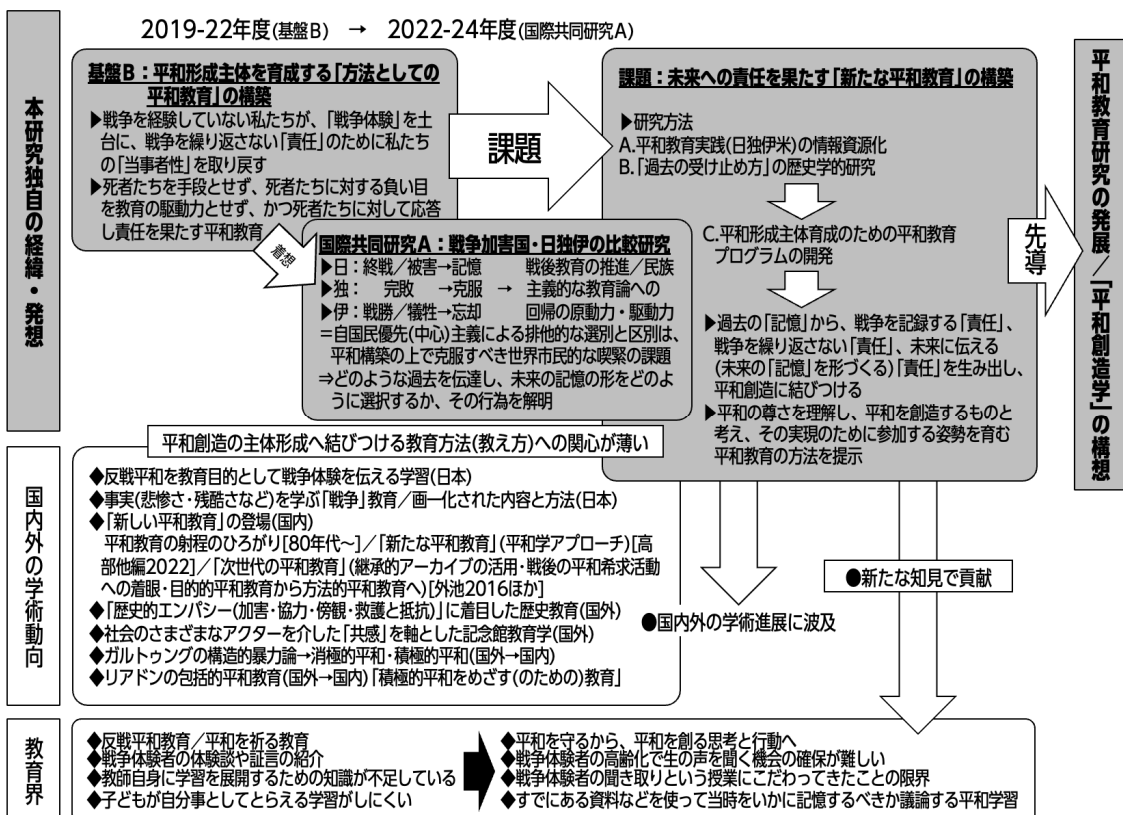 2019-22年度(基盤B) → 2022-24年度(国際共同研究A)
本研究独自の経緯・発想
基盤B：平和形成主体を育成する「方法としての
平和教育」の構築
▶戦争を経験していない私たちが、「戦争体験」を土
台に、戦争を繰り返さない「責任」のために私たち
の「当事者性」を取り戻す
▶死者たちを手段とせず、死者たちに対する負い目
を教育の駆動力とせず、かつ死者たちに対して応答
し責任を果たす平和教育
課題
着想
国際共同研究A：戦争加害国・日独伊の比較研究
▶日：終戦／被害→記憶 戦後教育の推進／民族
▶独： 完敗 →克服 → 主義的な教育論への
▶伊：戦勝／犠牲→忘却 回帰の原動力・駆動力
＝自国民優先(中心)主義による排他的な選別と区別は、
平和構築の上で克服すべき世界市民的な喫緊の課題
⇒どのような過去を伝達し、未来の記憶の形をどのよ
うに選択するか、その行為を解明
課題：未来への責任を果たす「新たな平和教育」の構築
▶研究方法
A.平和教育実践(日独伊米)の情報資源化
B.「過去の受け止め方」の歴史学的研究
C.平和形成主体育成のための平和教育
プログラムの開発
▶過去の「記憶」から、戦争を記録する「責任」、
戦争を繰り返さない「責任」、未来に伝える
(未来の「記憶」を形づくる)「責任」を生み出し、
平和創造に結びつける
▶平和の尊さを理解し、平和を創造するものと
考え、その実現のために参加する姿勢を育む
平和教育の方法を提示
先導
平和教育研究の発展／「平和創造学」の構想
平和創造の主体形成へ結びつける教育方法(教え方)への関心が薄い
国内外の学術動向
◆反戦平和を教育目的として戦争体験を伝える学習(日本)
◆事実(悲惨さ・残酷さなど)を学ぶ「戦争」教育／画一化された内容と方法(日本)
◆「新しい平和教育」の登場(国内)
平和教育の射程のひろがり[80年代～]／「新たな平和教育」(平和学アプローチ)[高
部他編2022]／「次世代の平和教育」(継承的アーカイブの活用・戦後の平和希求活動
への着眼・目的的平和教育から方法的平和教育へ)[外池2016ほか]
◆「歴史的エンパシー(加害・協力・傍観・救護と抵抗)」に着目した歴史教育(国外)
◆社会のさまざまなアクターを介した「共感」を軸とした記念館教育学(国外)
◆ガルトゥングの構造的暴力論→消極的平和・積極的平和(国外→国内)
◆リアドンの包括的平和教育(国外→国内)「積極的平和をめざす(のための)教育」
●国内外の学術進展に波及
●新たな知見で貢献
教育界
◆反戦平和教育／平和を祈る教育
◆戦争体験者の体験談や証言の紹介
◆教師自身に学習を展開するための知識が不足している
◆子どもが自分事としてとらえる学習がしにくい
◆平和を守るから、平和を創る思考と行動へ
◆戦争体験者の高齢化で生の声を聞く機会の確保が難しい
◆戦争体験者の聞き取りという授業にこだわってきたことの限界
◆すでにある資料などを使って当時をいかに記憶するべきか議論する平和学習